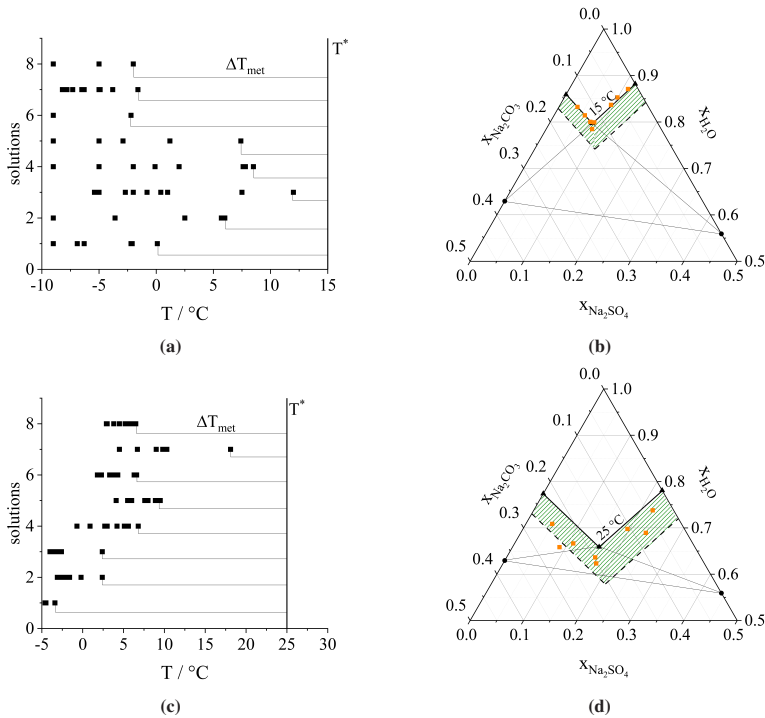 T*
ΔTmet
8
6
4
2
0
solutions
-10 -5 0 5 10 15
T / °C
(a)
0.0
1.0
0.1
0.9
0.2
0.8
0.3
0.7
0.4
0.6
0.5
0.5
xNa2CO3
xH2O
15 °C
0.0 0.1 0.2 0.3 0.4 0.5
xNa2SO4
(b)
T*
ΔTmet
8
6
4
2
0
solutions
-5 0 5 10 15 20 25 30
T / °C
(c)
0.0
1.0
0.1
0.9
0.2
0.8
0.3
0.7
0.4
0.6
0.5
0.5
xNa2CO3
xH2O
25 °C
0.0 0.1 0.2 0.3 0.4 0.5
xNa2SO4
(d)